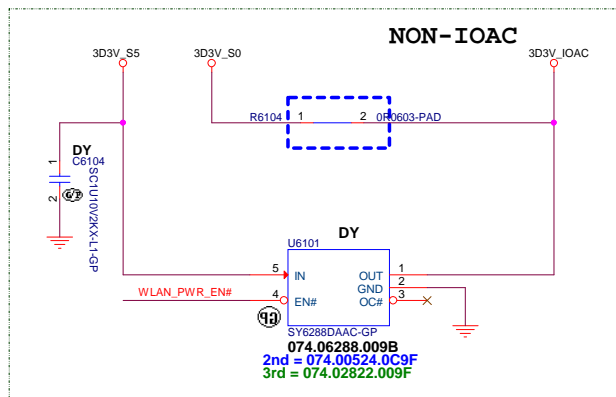 NON-IOAC
3D3V_S5
3D3V_S0
3D3V_IOAC
R6104 1 2 0R0603-PAD
DY
C6104
1
2
SC1U10V2KX-L1-GP
G/P
U6101
DY
5 IN
OUT 1
GND 2
WLAN_PWR_EN# 4 EN#
OC# 3
GP
SY6288DAAC-GP
074.06288.009B
2nd = 074.00524.0C9F
3rd = 074.02822.009F